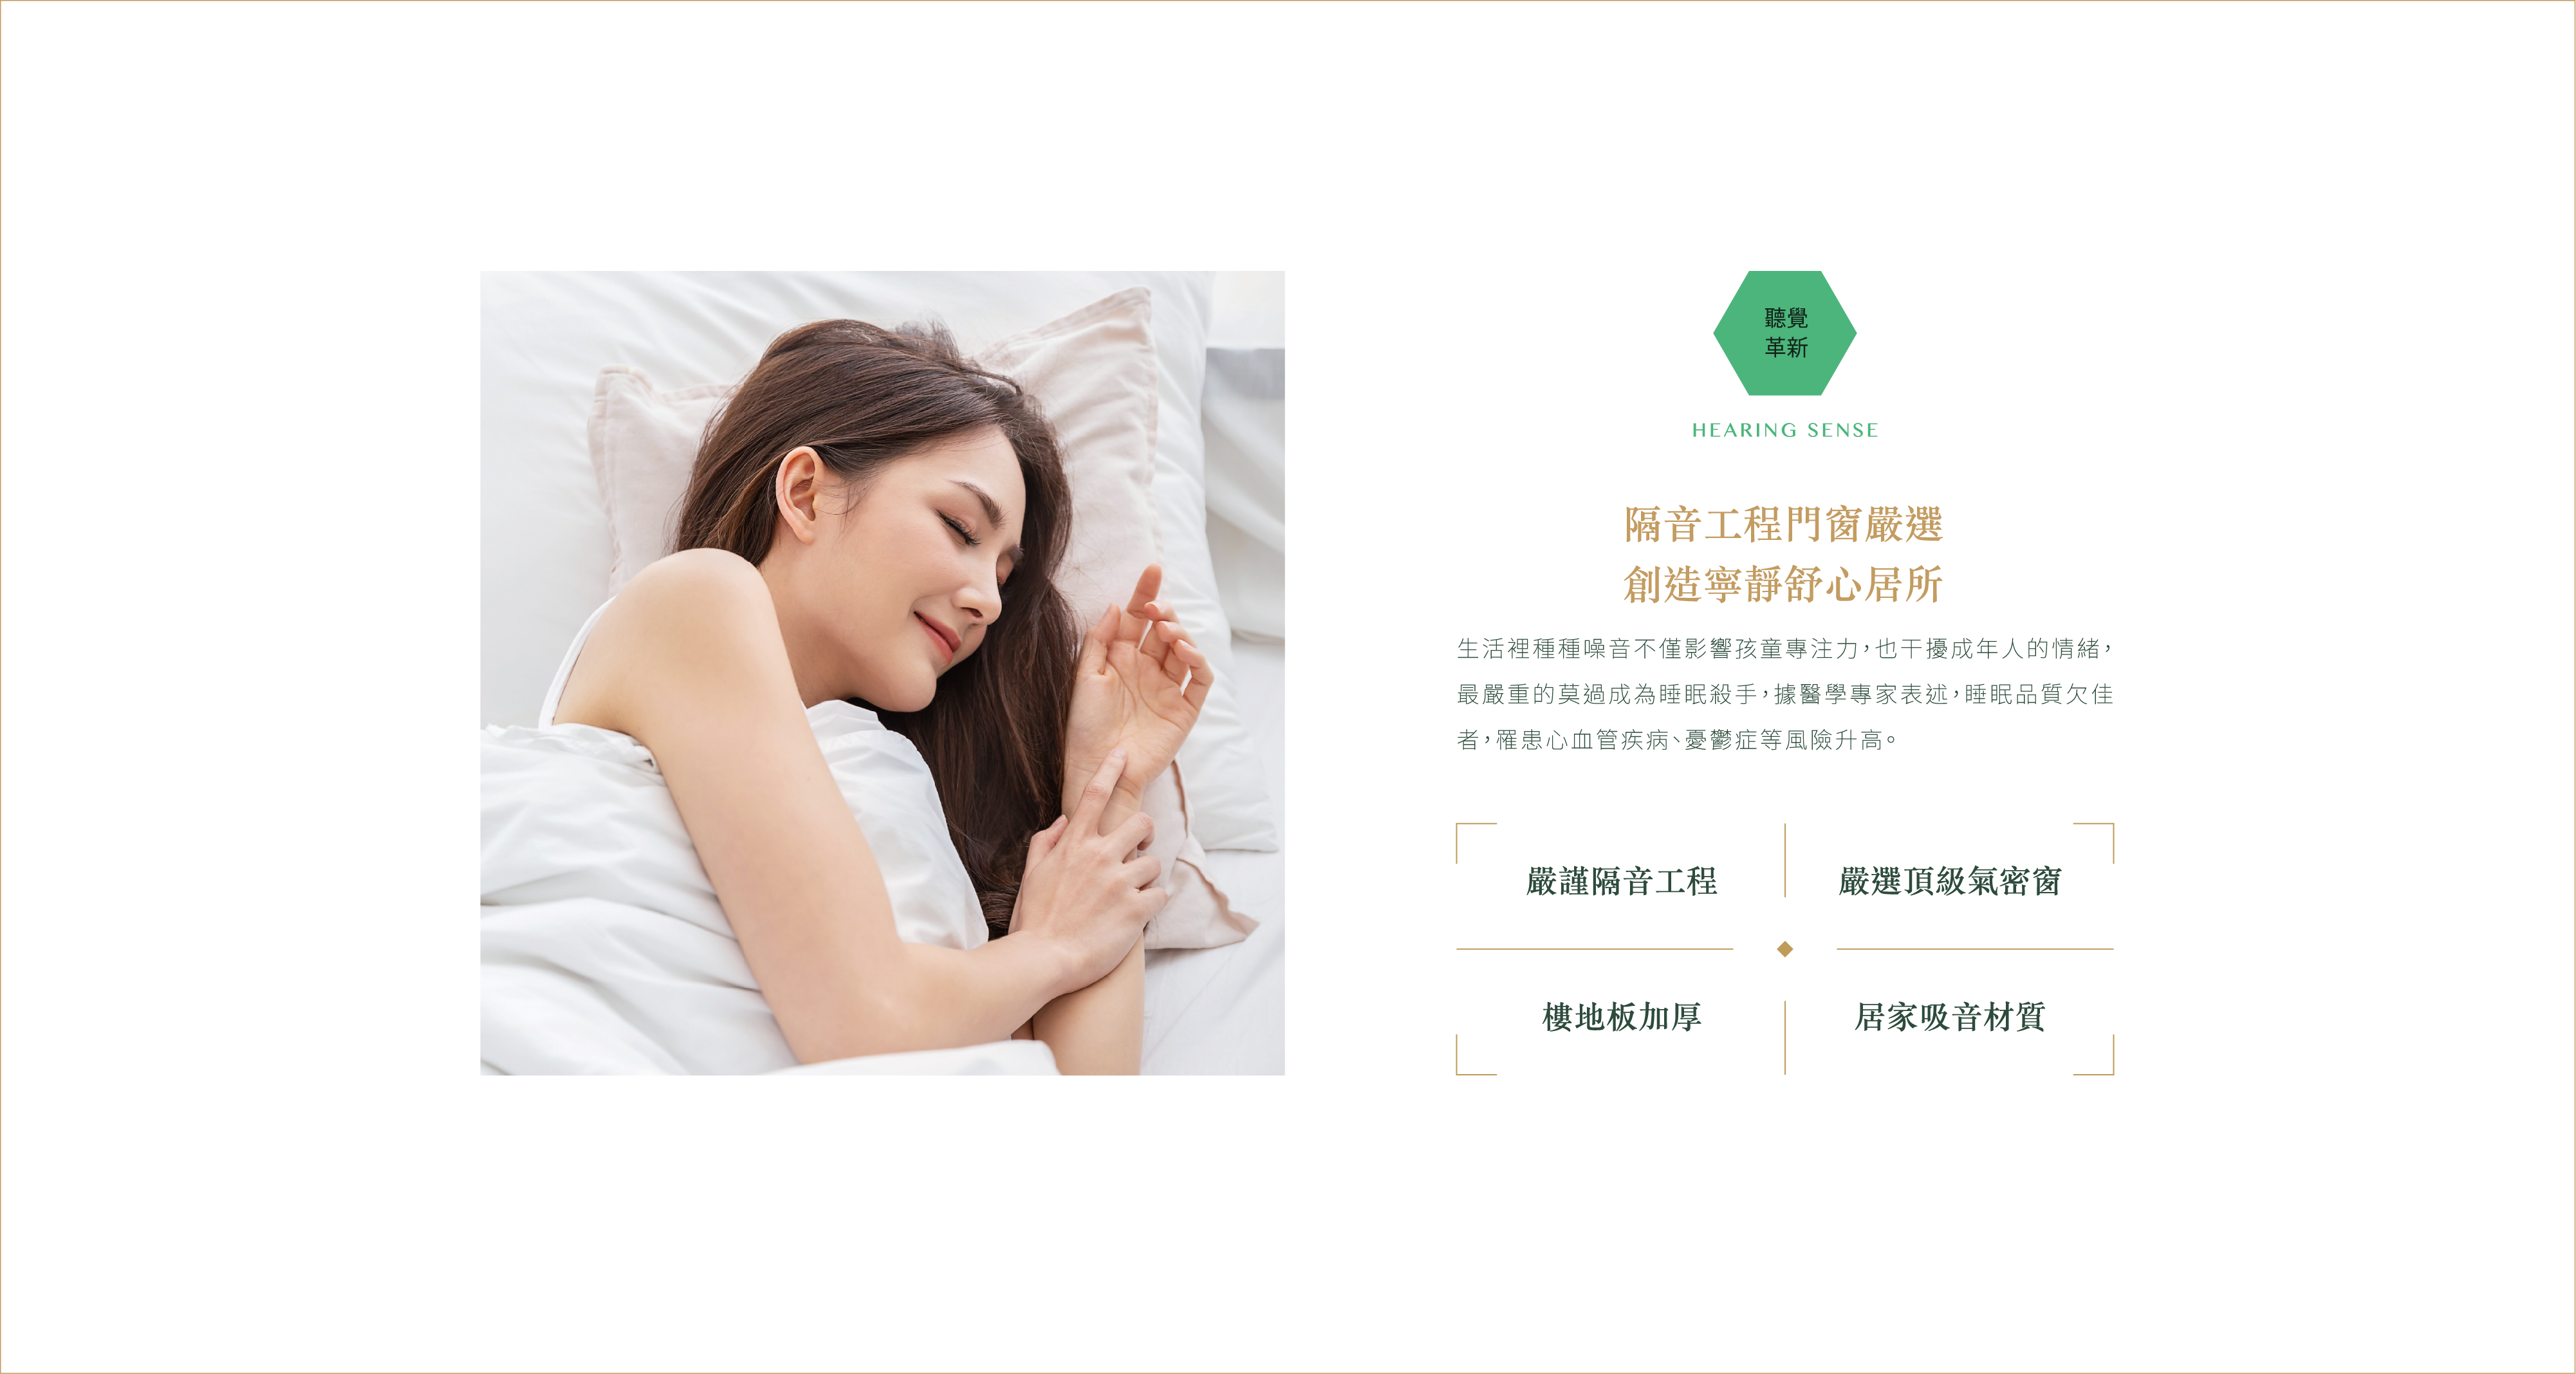 聽覺
革新
HEARING SENSE
隔音工程門窗嚴選
創造寧靜舒心居所
生活裡種種噪音不僅影響孩童專注力，也干擾成年人的情緒，
最嚴重的莫過成為睡眠殺手，據醫學專家表述，睡眠品質欠佳
者，罹患心血管疾病、憂鬱症等風險升高。
嚴謹隔音工程
嚴選頂級氣密窗
樓地板加厚
居家吸音材質